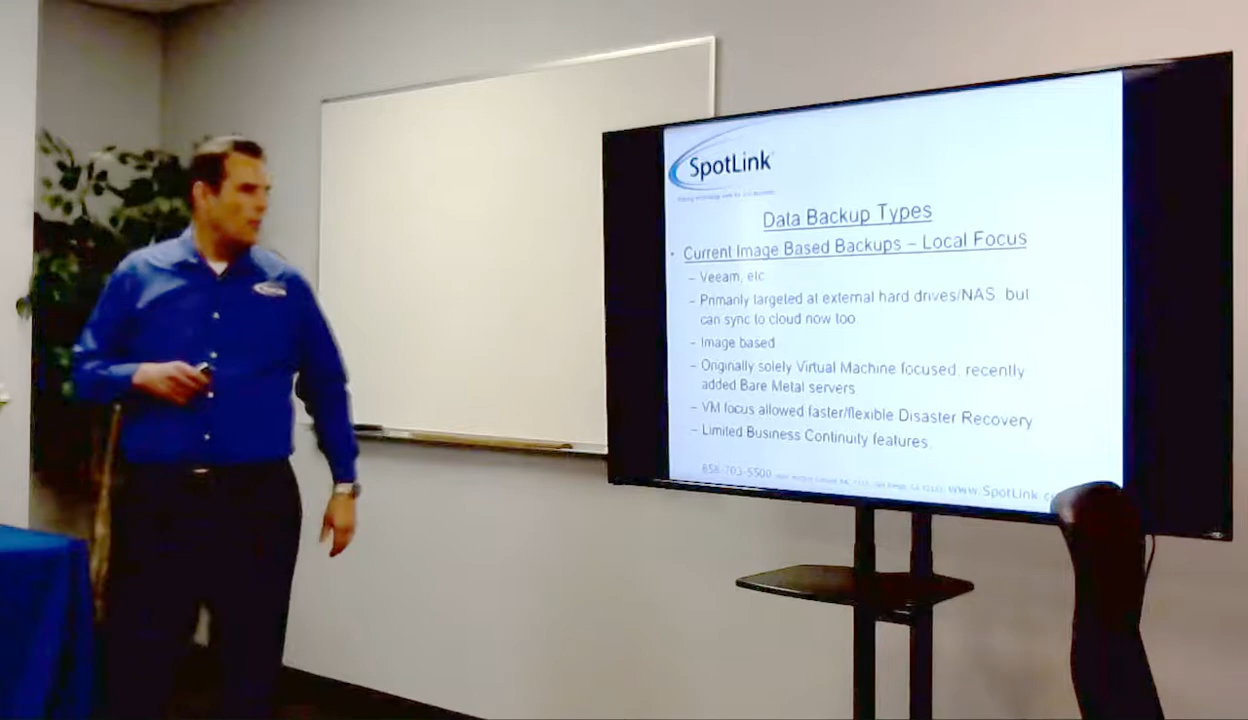 SpotLink
Data Backup Types
• Current Image Based Backups – Local Focus
– Veeam, etc
– Primarily targeted at external hard drives/NAS, but
can sync to cloud now too
– Image based
– Originally solely Virtual Machine focused, recently
added Bare Metal servers
– VM focus allowed faster/flexible Disaster Recovery
– Limited Business Continuity features
858-703-5500 www.SpotLink.c